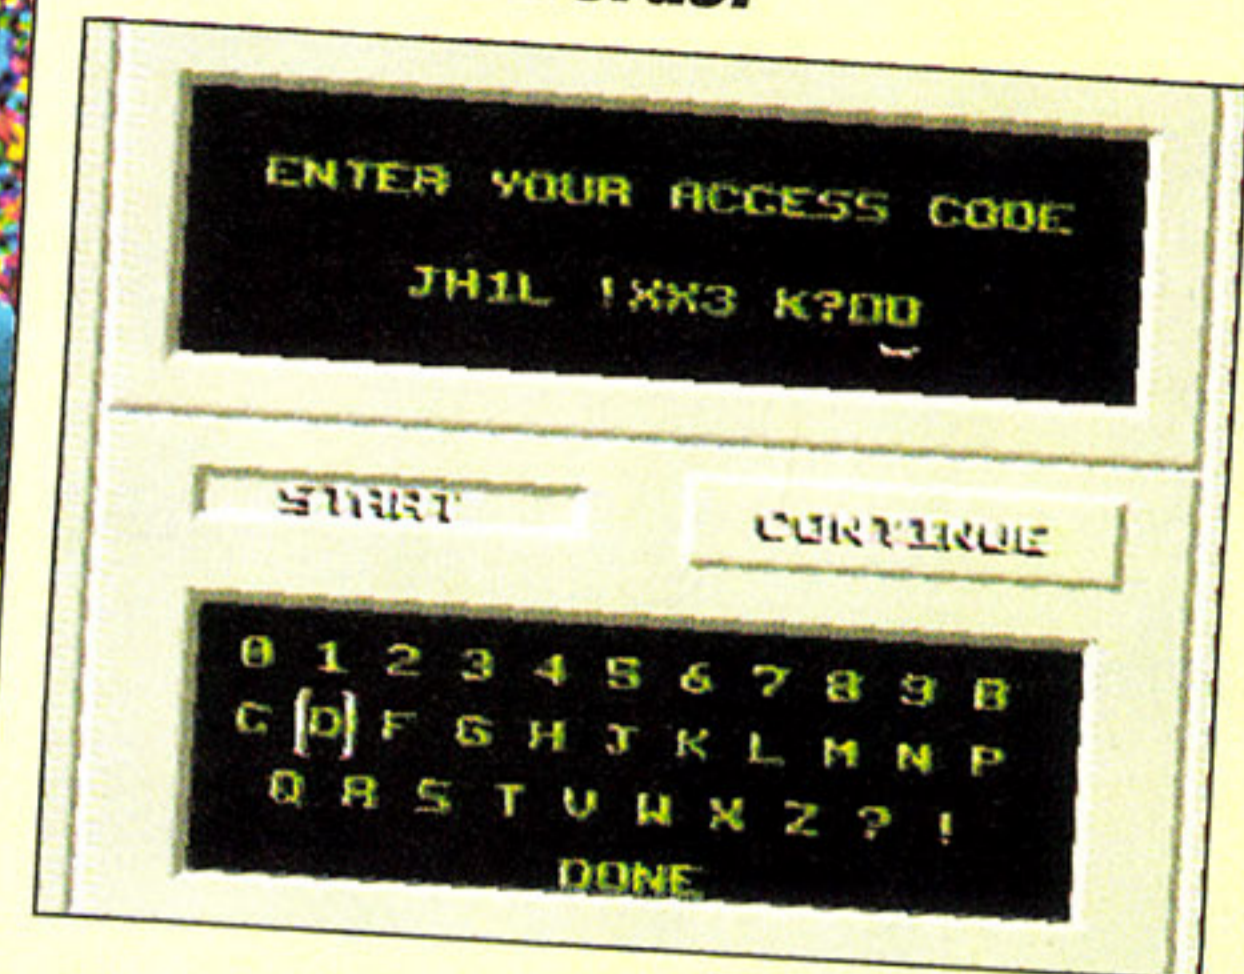 ENTER YOUR ACCESS CODE
JH1L !XX3 K?DD
START
CONTINUE
0 1 2 3 4 5 6 7 8 9 B
C [D] F G H J K L M N P
Q R S T V W X Z ? !
DONE